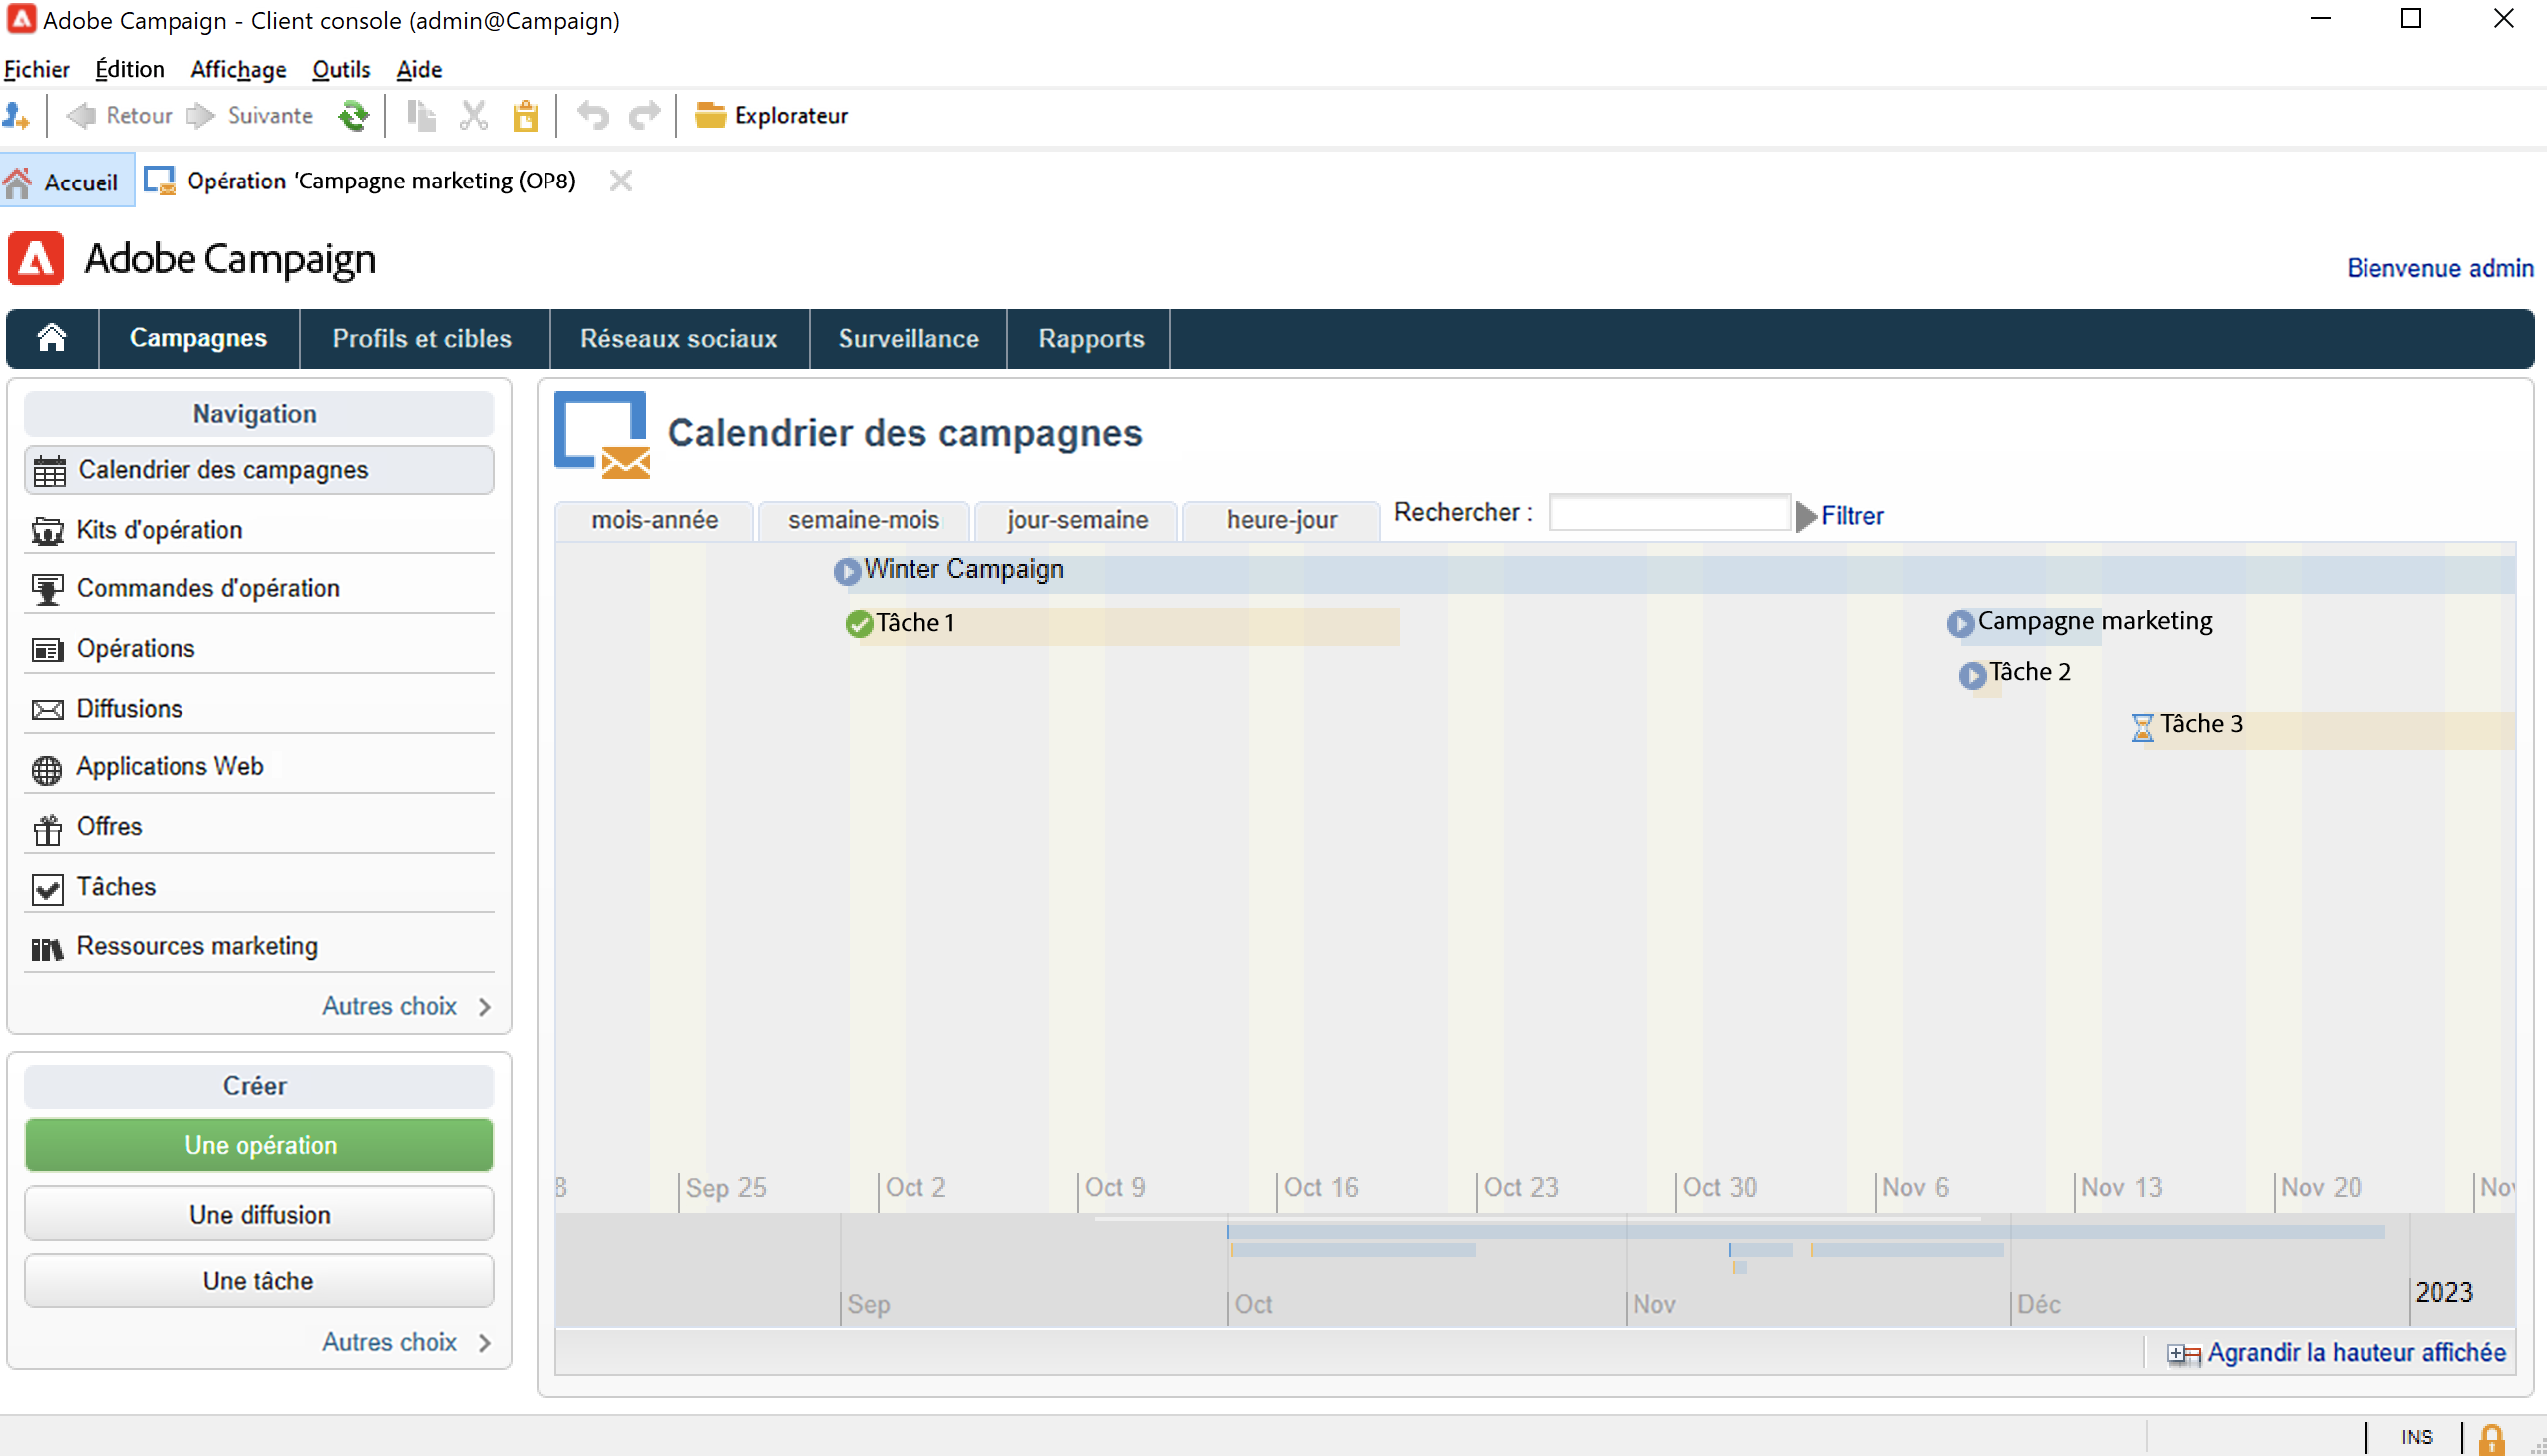 Adobe Campaign - Client console (admin@Campaign)
Fichier Édition Affichage Outils Aide
Retour Suivante Explorateur
Accueil Opération 'Campagne marketing (OP8)
Adobe Campaign
Bienvenue admin
Campagnes Profils et cibles Réseaux sociaux Surveillance Rapports
Navigation
Calendrier des campagnes
Kits d'opération
Commandes d'opération
Opérations
Diffusions
Applications Web
Offres
Tâches
Ressources marketing
Autres choix
Créer
Une opération
Une diffusion
Une tâche
Autres choix
Calendrier des campagnes
mois-année semaine-mois jour-semaine heure-jour Rechercher : Filtrer
Winter Campaign
Tâche 1
Campagne marketing
Tâche 2
Tâche 3
8 Sep 25 Oct 2 Oct 9 Oct 16 Oct 23 Oct 30 Nov 6 Nov 13 Nov 20 Nov
Sep Oct Nov Déc 2023
Agrandir la hauteur affichée
INS